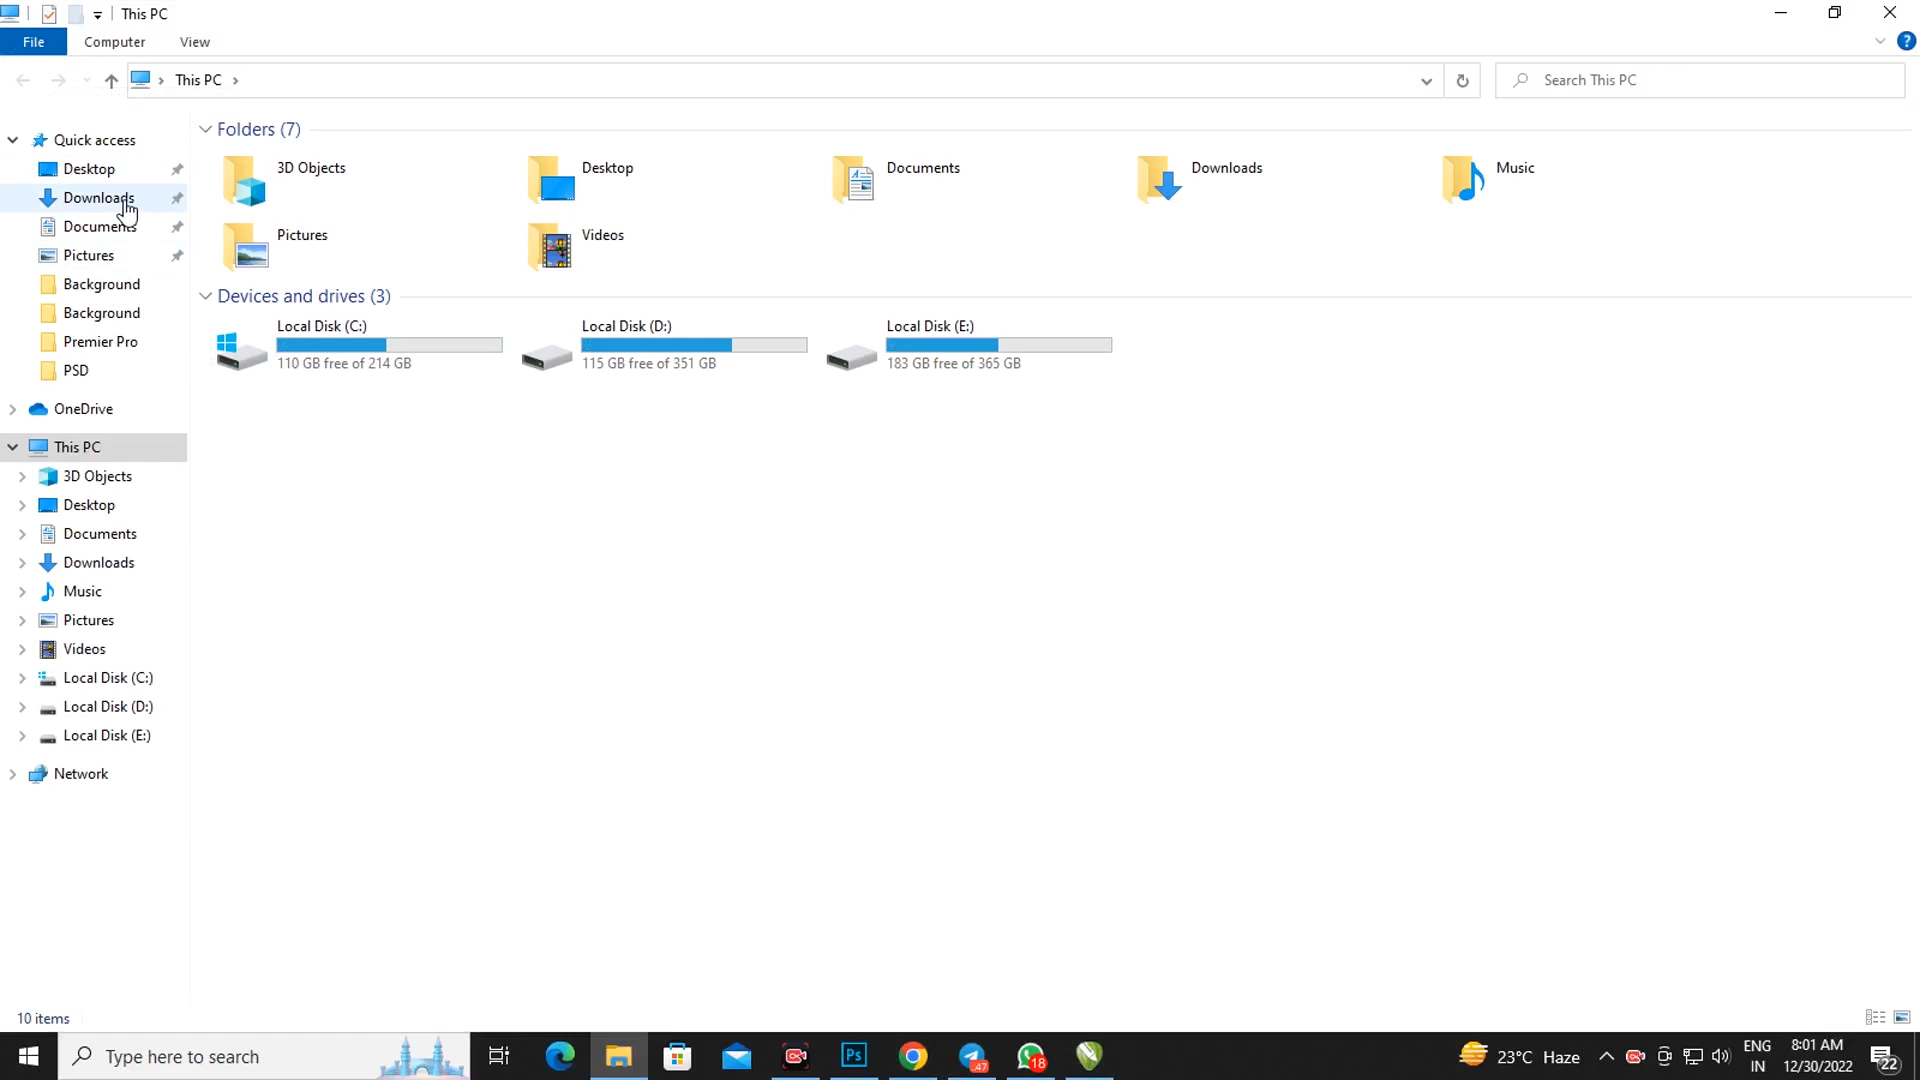 This PC
File
Computer
View
This PC
Search This PC
Quick access
Desktop
Downloads
Documents
Pictures
Background
Background
Premier Pro
PSD
OneDrive
This PC
3D Objects
Desktop
Documents
Downloads
Music
Pictures
Videos
Local Disk (C:)
Local Disk (D:)
Local Disk (E:)
Network
Folders (7)
3D Objects
Desktop
Documents
Downloads
Music
Pictures
Videos
Devices and drives (3)
Local Disk (C:)
110 GB free of 214 GB
Local Disk (D:)
115 GB free of 351 GB
Local Disk (E:)
183 GB free of 365 GB
10 items
Type here to search
Ps
47
18
23°C Haze
ENG
IN
8:01 AM
12/30/2022
22